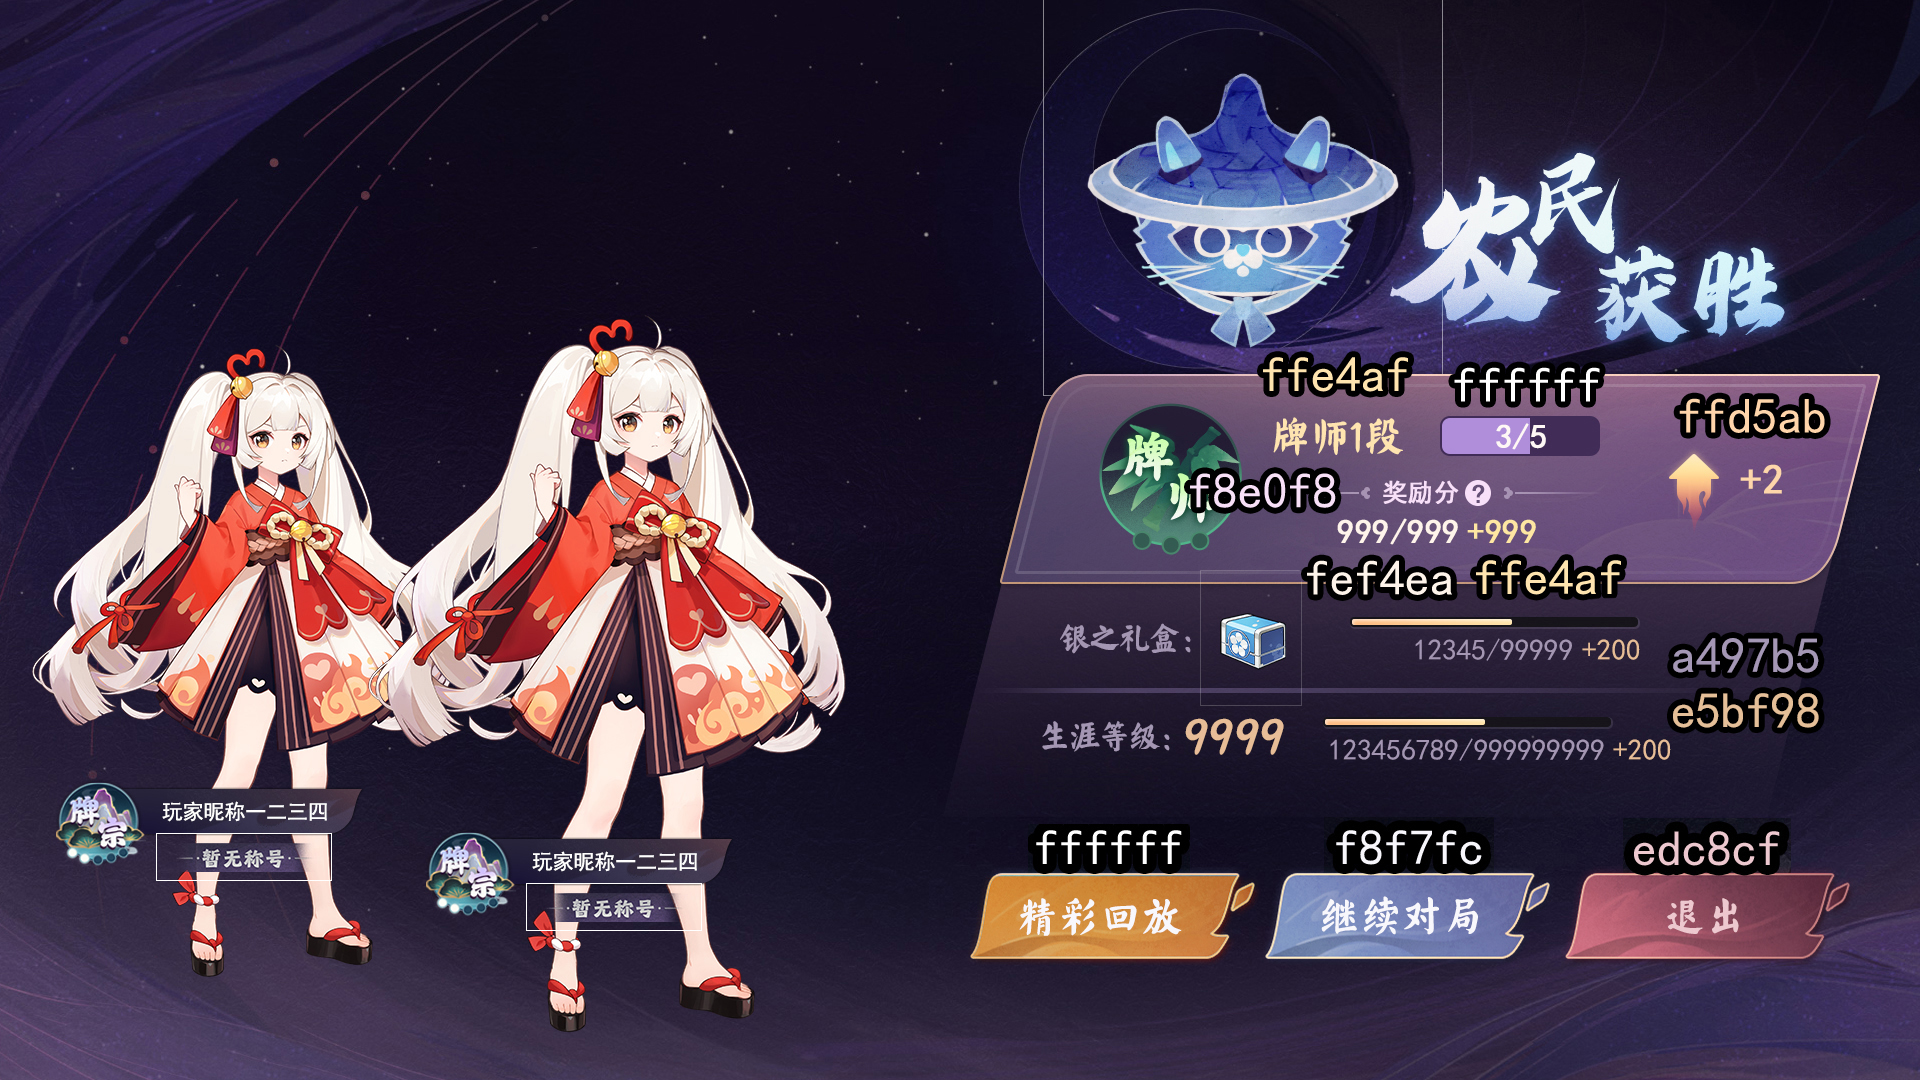 农民
获胜
ffe4af ffffff
ffd5ab
牌师
牌师1段 3/5
+2
f8e0f8 奖励分?
999/999 +999
fef4ea ffe4af
银之礼盒:
12345/99999 +200
a497b5
e5bf98
生涯等级: 9999
123456789/999999999 +200
牌宗
玩家昵称一二三四
暂无称号
牌宗
玩家昵称一二三四
暂无称号
ffffff f8f7fc edc8cf
精彩回放 继续对局 退出